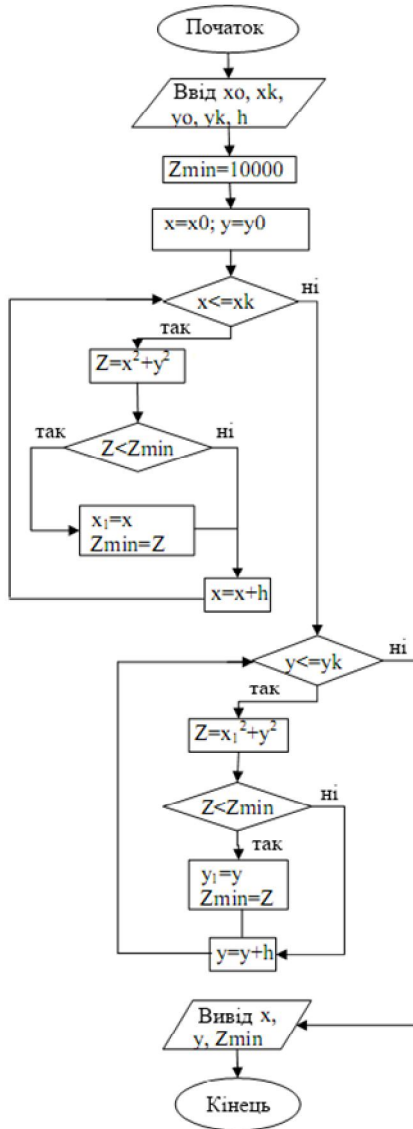 Початок
Ввід xo, xk,
yo, yk, h
Zmin=10000
x=x0; y=y0
x<=xk
ні
так
Z=x²+y²
так
Z<Zmin
ні
x₁=x
Zmin=Z
x=x+h
y<=yk
ні
так
Z=x₁²+y²
Z<Zmin
ні
так
y₁=y
Zmin=Z
y=y+h
Вивід x,
y, Zmin
Кінець